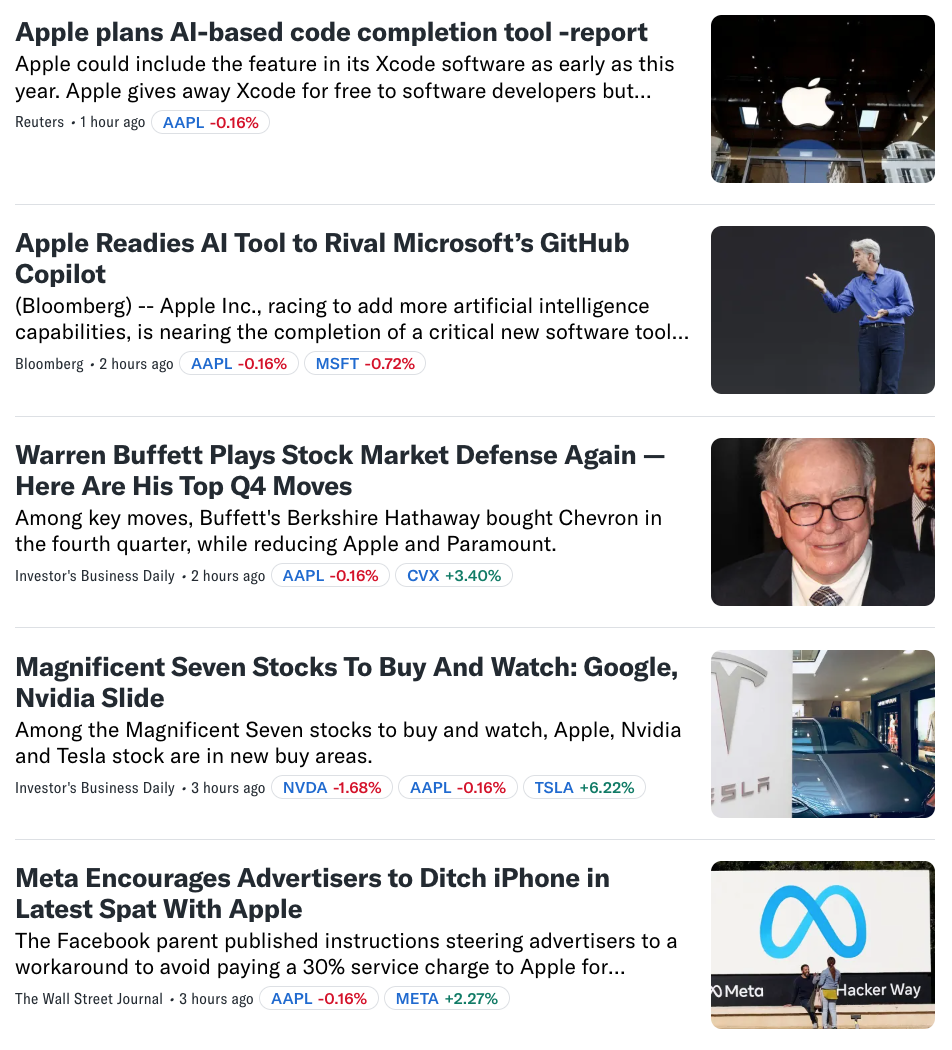 Apple plans AI-based code completion tool -report
Apple could include the feature in its Xcode software as early as this
year. Apple gives away Xcode for free to software developers but...
Reuters • 1 hour ago AAPL -0.16%
Apple Readies AI Tool to Rival Microsoft’s GitHub
Copilot
(Bloomberg) -- Apple Inc., racing to add more artificial intelligence
capabilities, is nearing the completion of a critical new software tool...
Bloomberg • 2 hours ago AAPL -0.16% MSFT -0.72%
Warren Buffett Plays Stock Market Defense Again —
Here Are His Top Q4 Moves
Among key moves, Buffett's Berkshire Hathaway bought Chevron in
the fourth quarter, while reducing Apple and Paramount.
Investor's Business Daily • 2 hours ago AAPL -0.16% CVX +3.40%
Magnificent Seven Stocks To Buy And Watch: Google,
Nvidia Slide
Among the Magnificent Seven stocks to buy and watch, Apple, Nvidia
and Tesla stock are in new buy areas.
Investor's Business Daily • 3 hours ago NVDA -1.68% AAPL -0.16% TSLA +6.22%
ESLA
Meta Encourages Advertisers to Ditch iPhone in
Latest Spat With Apple
The Facebook parent published instructions steering advertisers to a
workaround to avoid paying a 30% service charge to Apple for...
The Wall Street Journal • 3 hours ago AAPL -0.16% META +2.27%
Meta Hacker Way